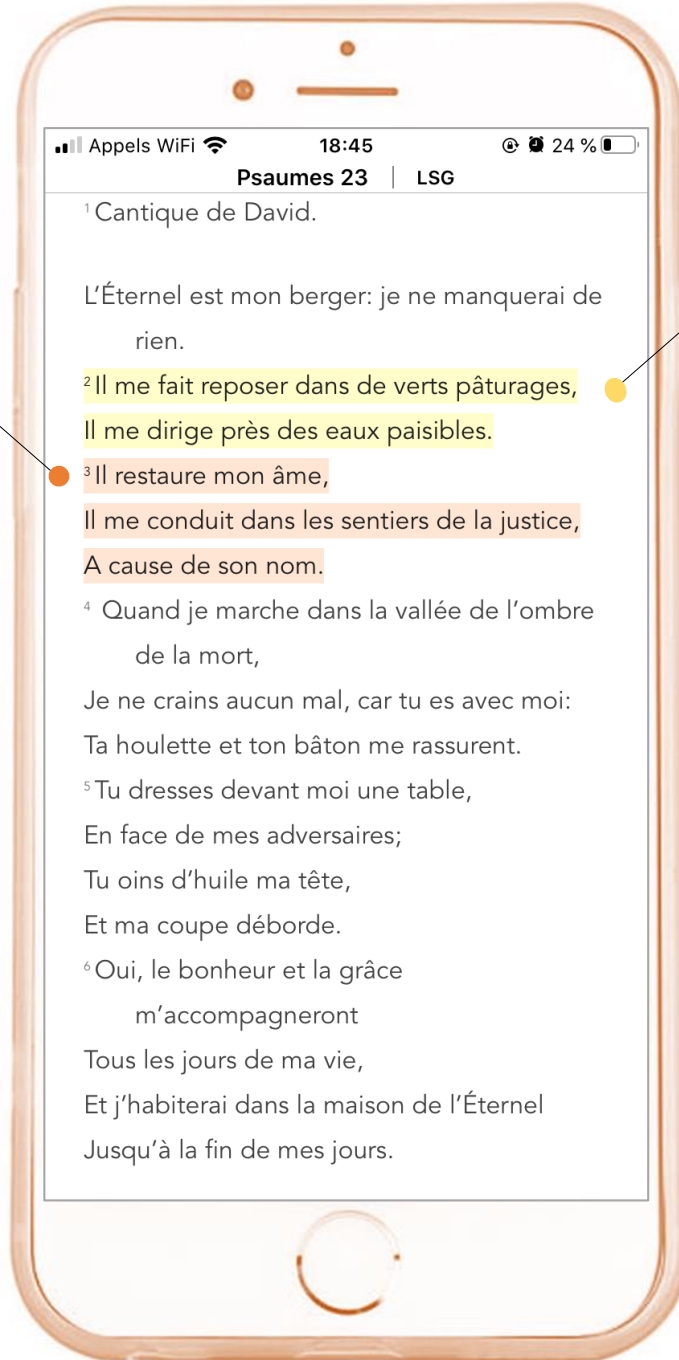 Appels WiFi 18:45 24 %
Psaumes 23 | LSG
1 Cantique de David.
L’Éternel est mon berger: je ne manquerai de
rien.
2 Il me fait reposer dans de verts pâturages,
Il me dirige près des eaux paisibles.
3 Il restaure mon âme,
Il me conduit dans les sentiers de la justice,
A cause de son nom.
4 Quand je marche dans la vallée de l’ombre
de la mort,
Je ne crains aucun mal, car tu es avec moi:
Ta houlette et ton bâton me rassurent.
5 Tu dresses devant moi une table,
En face de mes adversaires;
Tu oins d’huile ma tête,
Et ma coupe déborde.
6 Oui, le bonheur et la grâce
m’accompagneront
Tous les jours de ma vie,
Et j’habiterai dans la maison de l’Éternel
Jusqu’à la fin de mes jours.